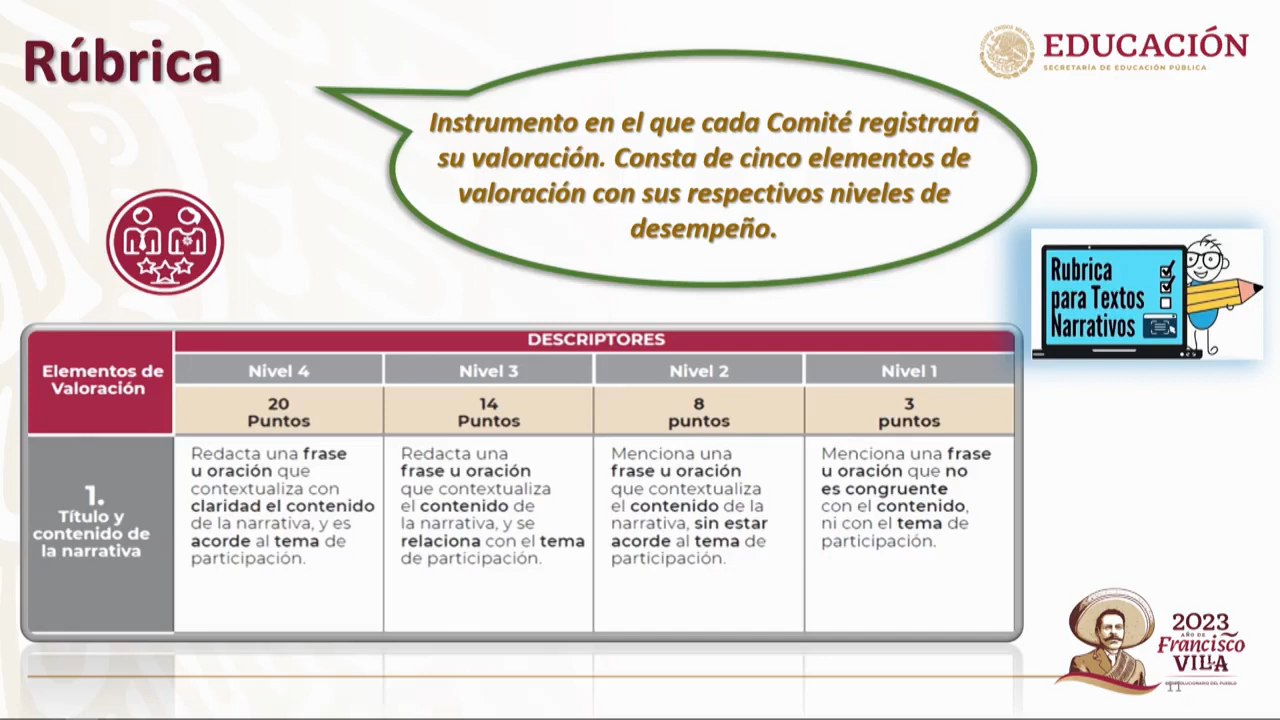 Rúbrica
EDUCACIÓN
SECRETARÍA DE EDUCACIÓN PÚBLICA
Instrumento en el que cada Comité registrará
su valoración. Consta de cinco elementos de
valoración con sus respectivos niveles de
desempeño.
Rubrica
para Textos
Narrativos
Elementos de
Valoración
DESCRIPTORES
Nivel 4
Nivel 3
Nivel 2
Nivel 1
20
Puntos
14
Puntos
8
puntos
3
puntos
1.
Título y
contenido de
la narrativa
Redacta una frase
u oración que
contextualiza con
claridad el contenido
de la narrativa, y es
acorde al tema de
participación.
Redacta una
frase u oración
que contextualiza
el contenido de
la narrativa, y se
relaciona con el tema
de participación.
Menciona una
frase u oración
que contextualiza
el contenido de la
narrativa, sin estar
acorde al tema de
participación.
Menciona una frase
u oración que no
es congruente
con el contenido,
ni con el tema de
participación.
2023
AÑO DE
Francisco
VILLA
11